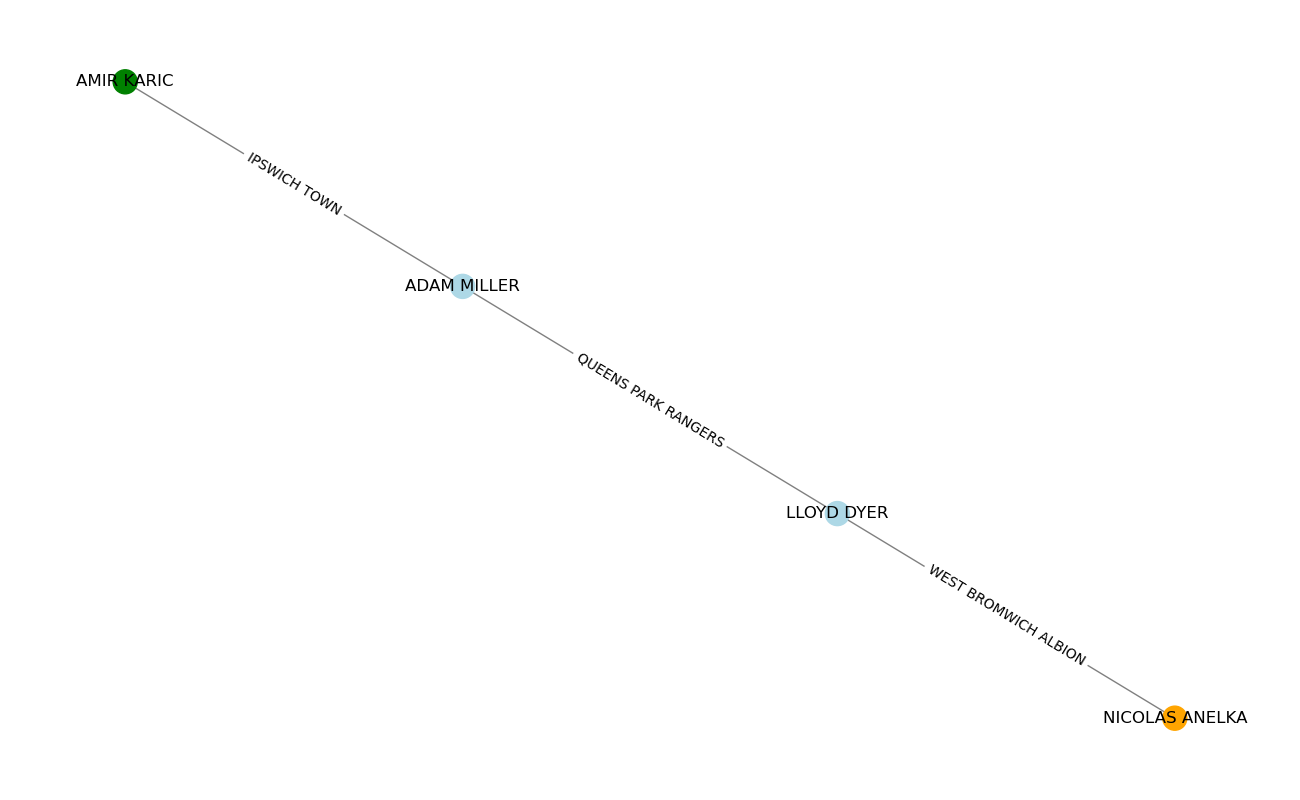 AMIR KARIC
IPSWICH TOWN
ADAM MILLER
QUEENS PARK RANGERS
LLOYD DYER
WEST BROMWICH ALBION
NICOLAS ANELKA